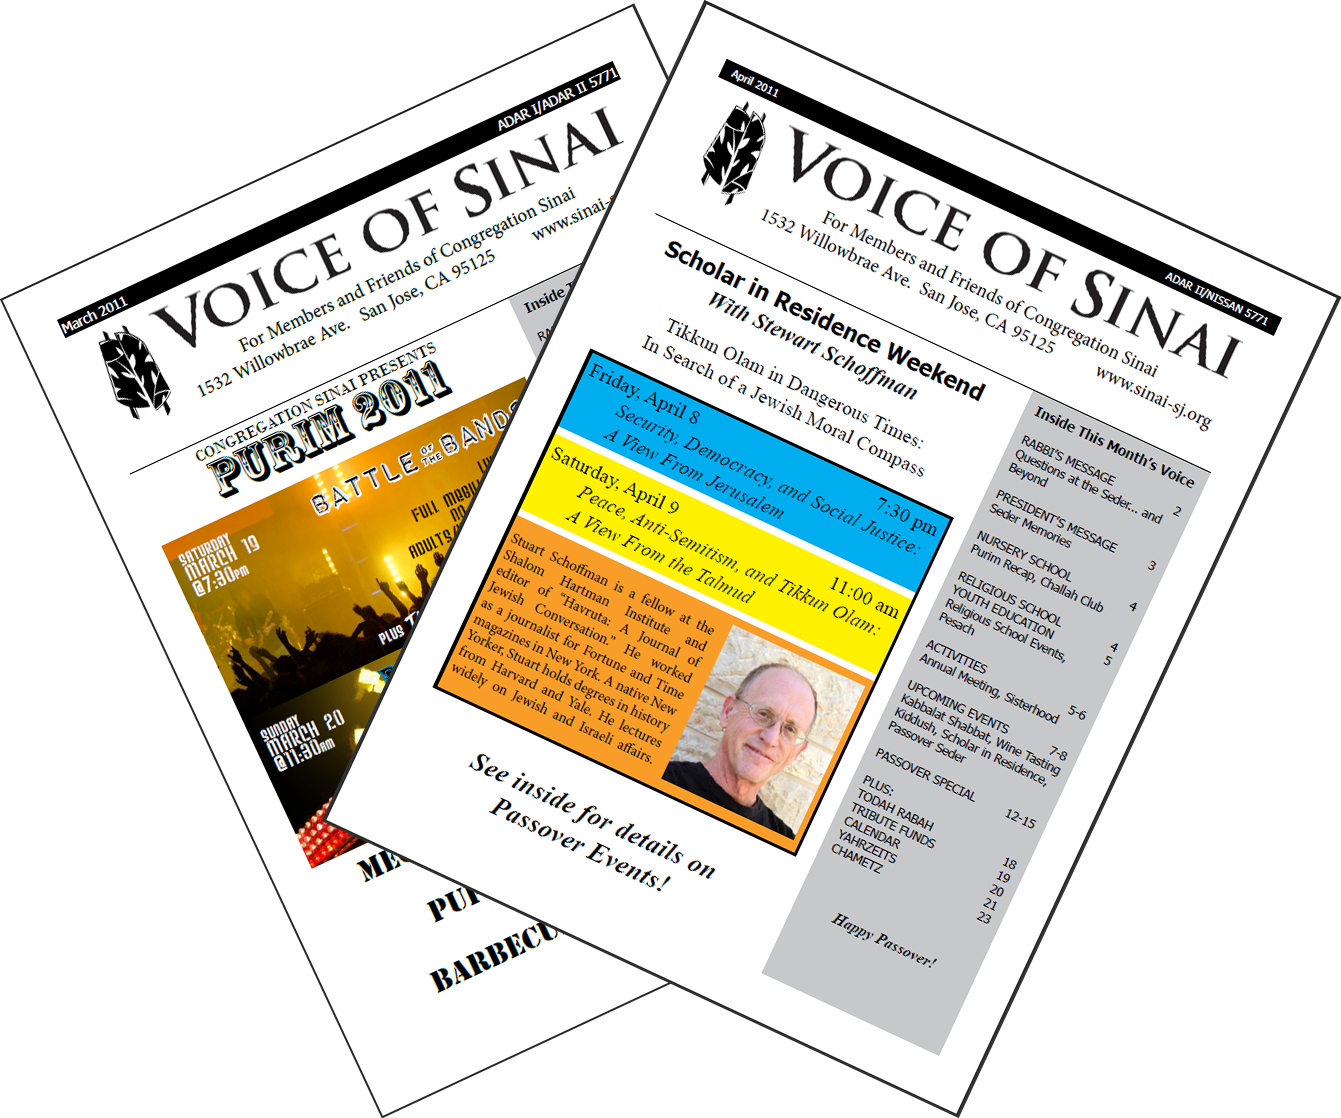 March 2011
ADAR I/ADAR II 5771
VOICE OF SINAI
For Members and Friends of Congregation Sinai
1532 Willowbrae Ave. San Jose, CA 95125
Inside
CONGREGATION SINAI PRESENTS
PURIM 2011
BATTLE OF THE BANDS
FULL
SATURDAY
MARCH 19
@7:30PM
PLUS
SUNDAY
MARCH 20
@11:30AM
April 2011
ADAR II/NISSAN 5771
VOICE OF SINAI
For Members and Friends of Congregation Sinai
1532 Willowbrae Ave. San Jose, CA 95125
www.sinai-sj.org
Scholar in Residence Weekend
With Stewart Schoffman
Tikkun Olam in Dangerous Times:
In Search of a Jewish Moral Compass
Friday, April 8 7:30 pm
Security, Democracy, and Social Justice:
A View From Jerusalem
Saturday, April 9 11:00 am
Peace, Anti-Semitism, and Tikkun Olam:
A View From the Talmud
Stuart Schoffman is a fellow at the
Shalom Hartman Institute and
editor of “Havruta: A Journal of
Jewish Conversation.” He worked
as a journalist for Fortune and Time
magazines in New York. A native New
Yorker, Stuart holds degrees in history
from Harvard and Yale. He lectures
widely on Jewish and Israeli affairs.
See inside for details on
Passover Events!
Inside This Month's Voice
RABBI'S MESSAGE
Questions at the Seder... and
Beyond 2
PRESIDENT'S MESSAGE
Seder Memories 3
NURSERY SCHOOL
Purim Recap, Challah Club 4
RELIGIOUS SCHOOL 4
YOUTH EDUCATION 5
Religious School Events,
Pesach
ACTIVITIES
Annual Meeting, Sisterhood 5-6
UPCOMING EVENTS 7-8
Kabbalat Shabbat, Wine Tasting
Kiddush, Scholar in Residence,
Passover Seder
PASSOVER SPECIAL 12-15
PLUS:
TODAH RABAH 18
TRIBUTE FUNDS 19
CALENDAR 20
YAHRZEITS 21
CHAMETZ 23
Happy Passover!